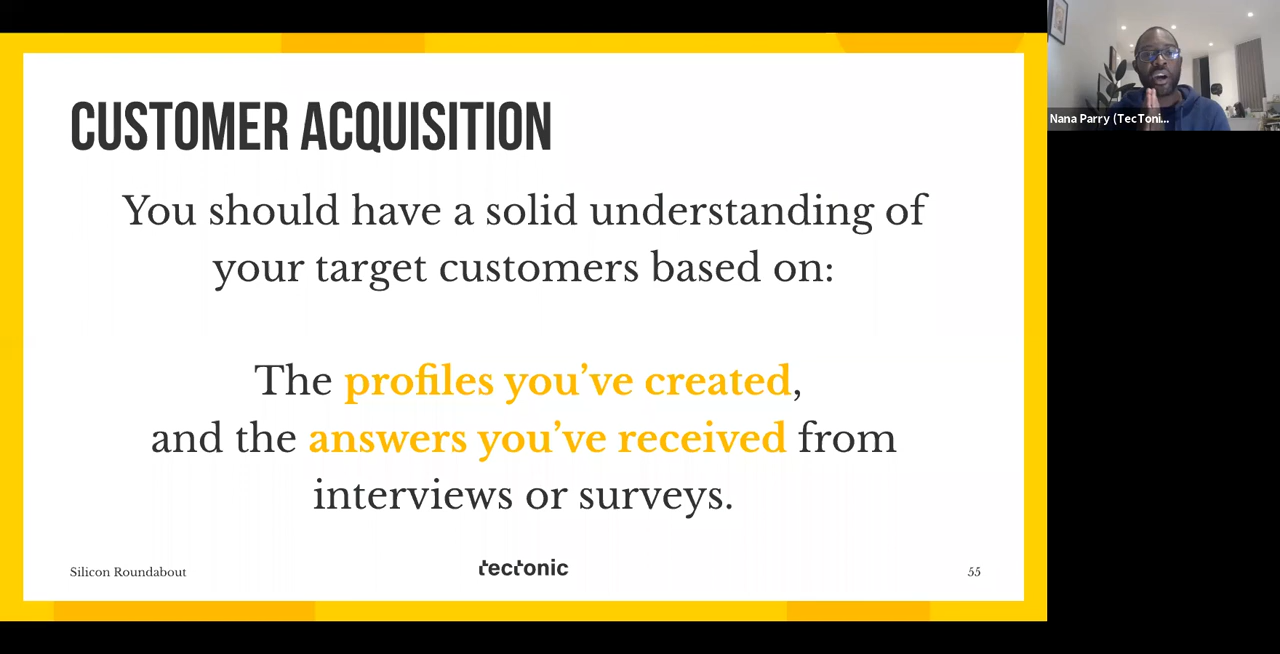 CUSTOMER ACQUISITION
You should have a solid understanding of
your target customers based on:
The profiles you’ve created,
and the answers you’ve received from
interviews or surveys.
Silicon Roundabout
tectonic
55
Nana Parry (TecToni...